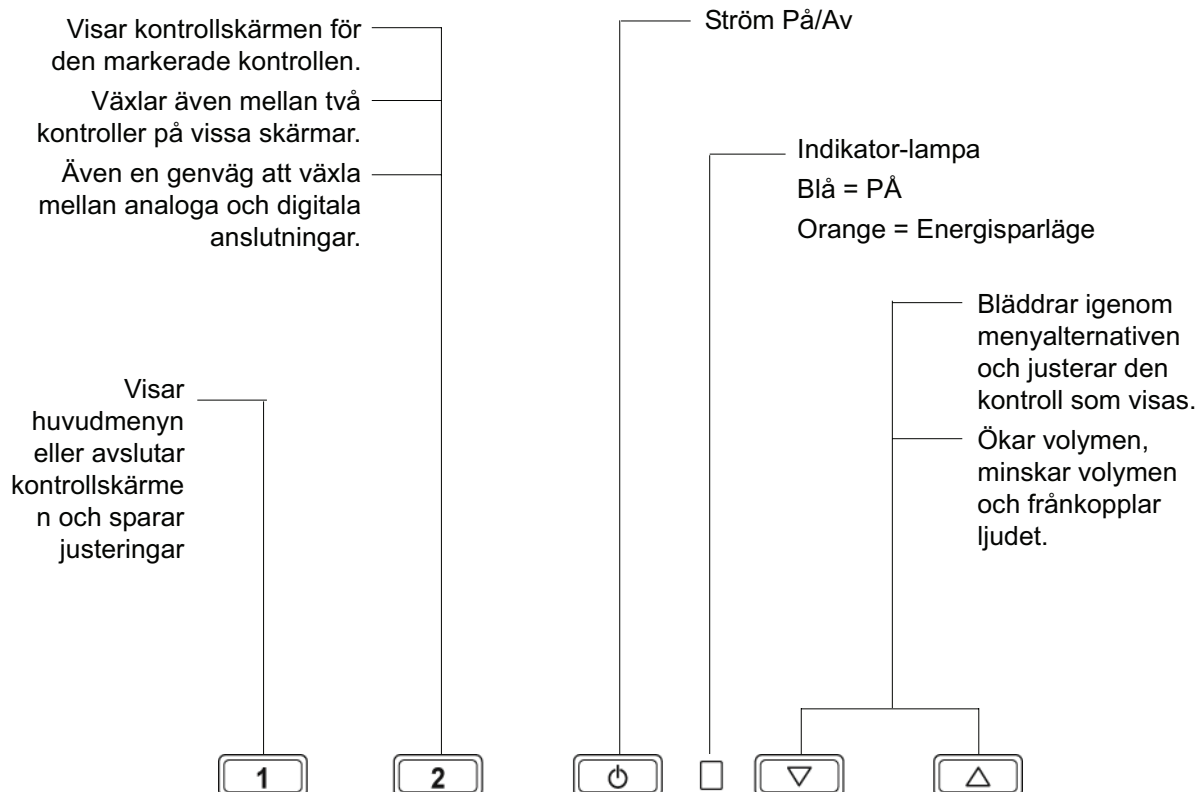 Visar kontrollskärmen för
den markerade kontrollen.
Växlar även mellan två
kontroller på vissa skärmar.
Även en genväg att växla
mellan analoga och digitala
anslutningar.
Ström På/Av
Indikator-lampa
Blå = PÅ
Orange = Energisparläge
Bläddrar igenom
menyalternativen
och justerar den
kontroll som visas.
Ökar volymen,
minskar volymen
och frånkopplar
ljudet.
Visar
huvudmenyn
eller avslutar
kontrollskärme
n och sparar
justeringar
1
2